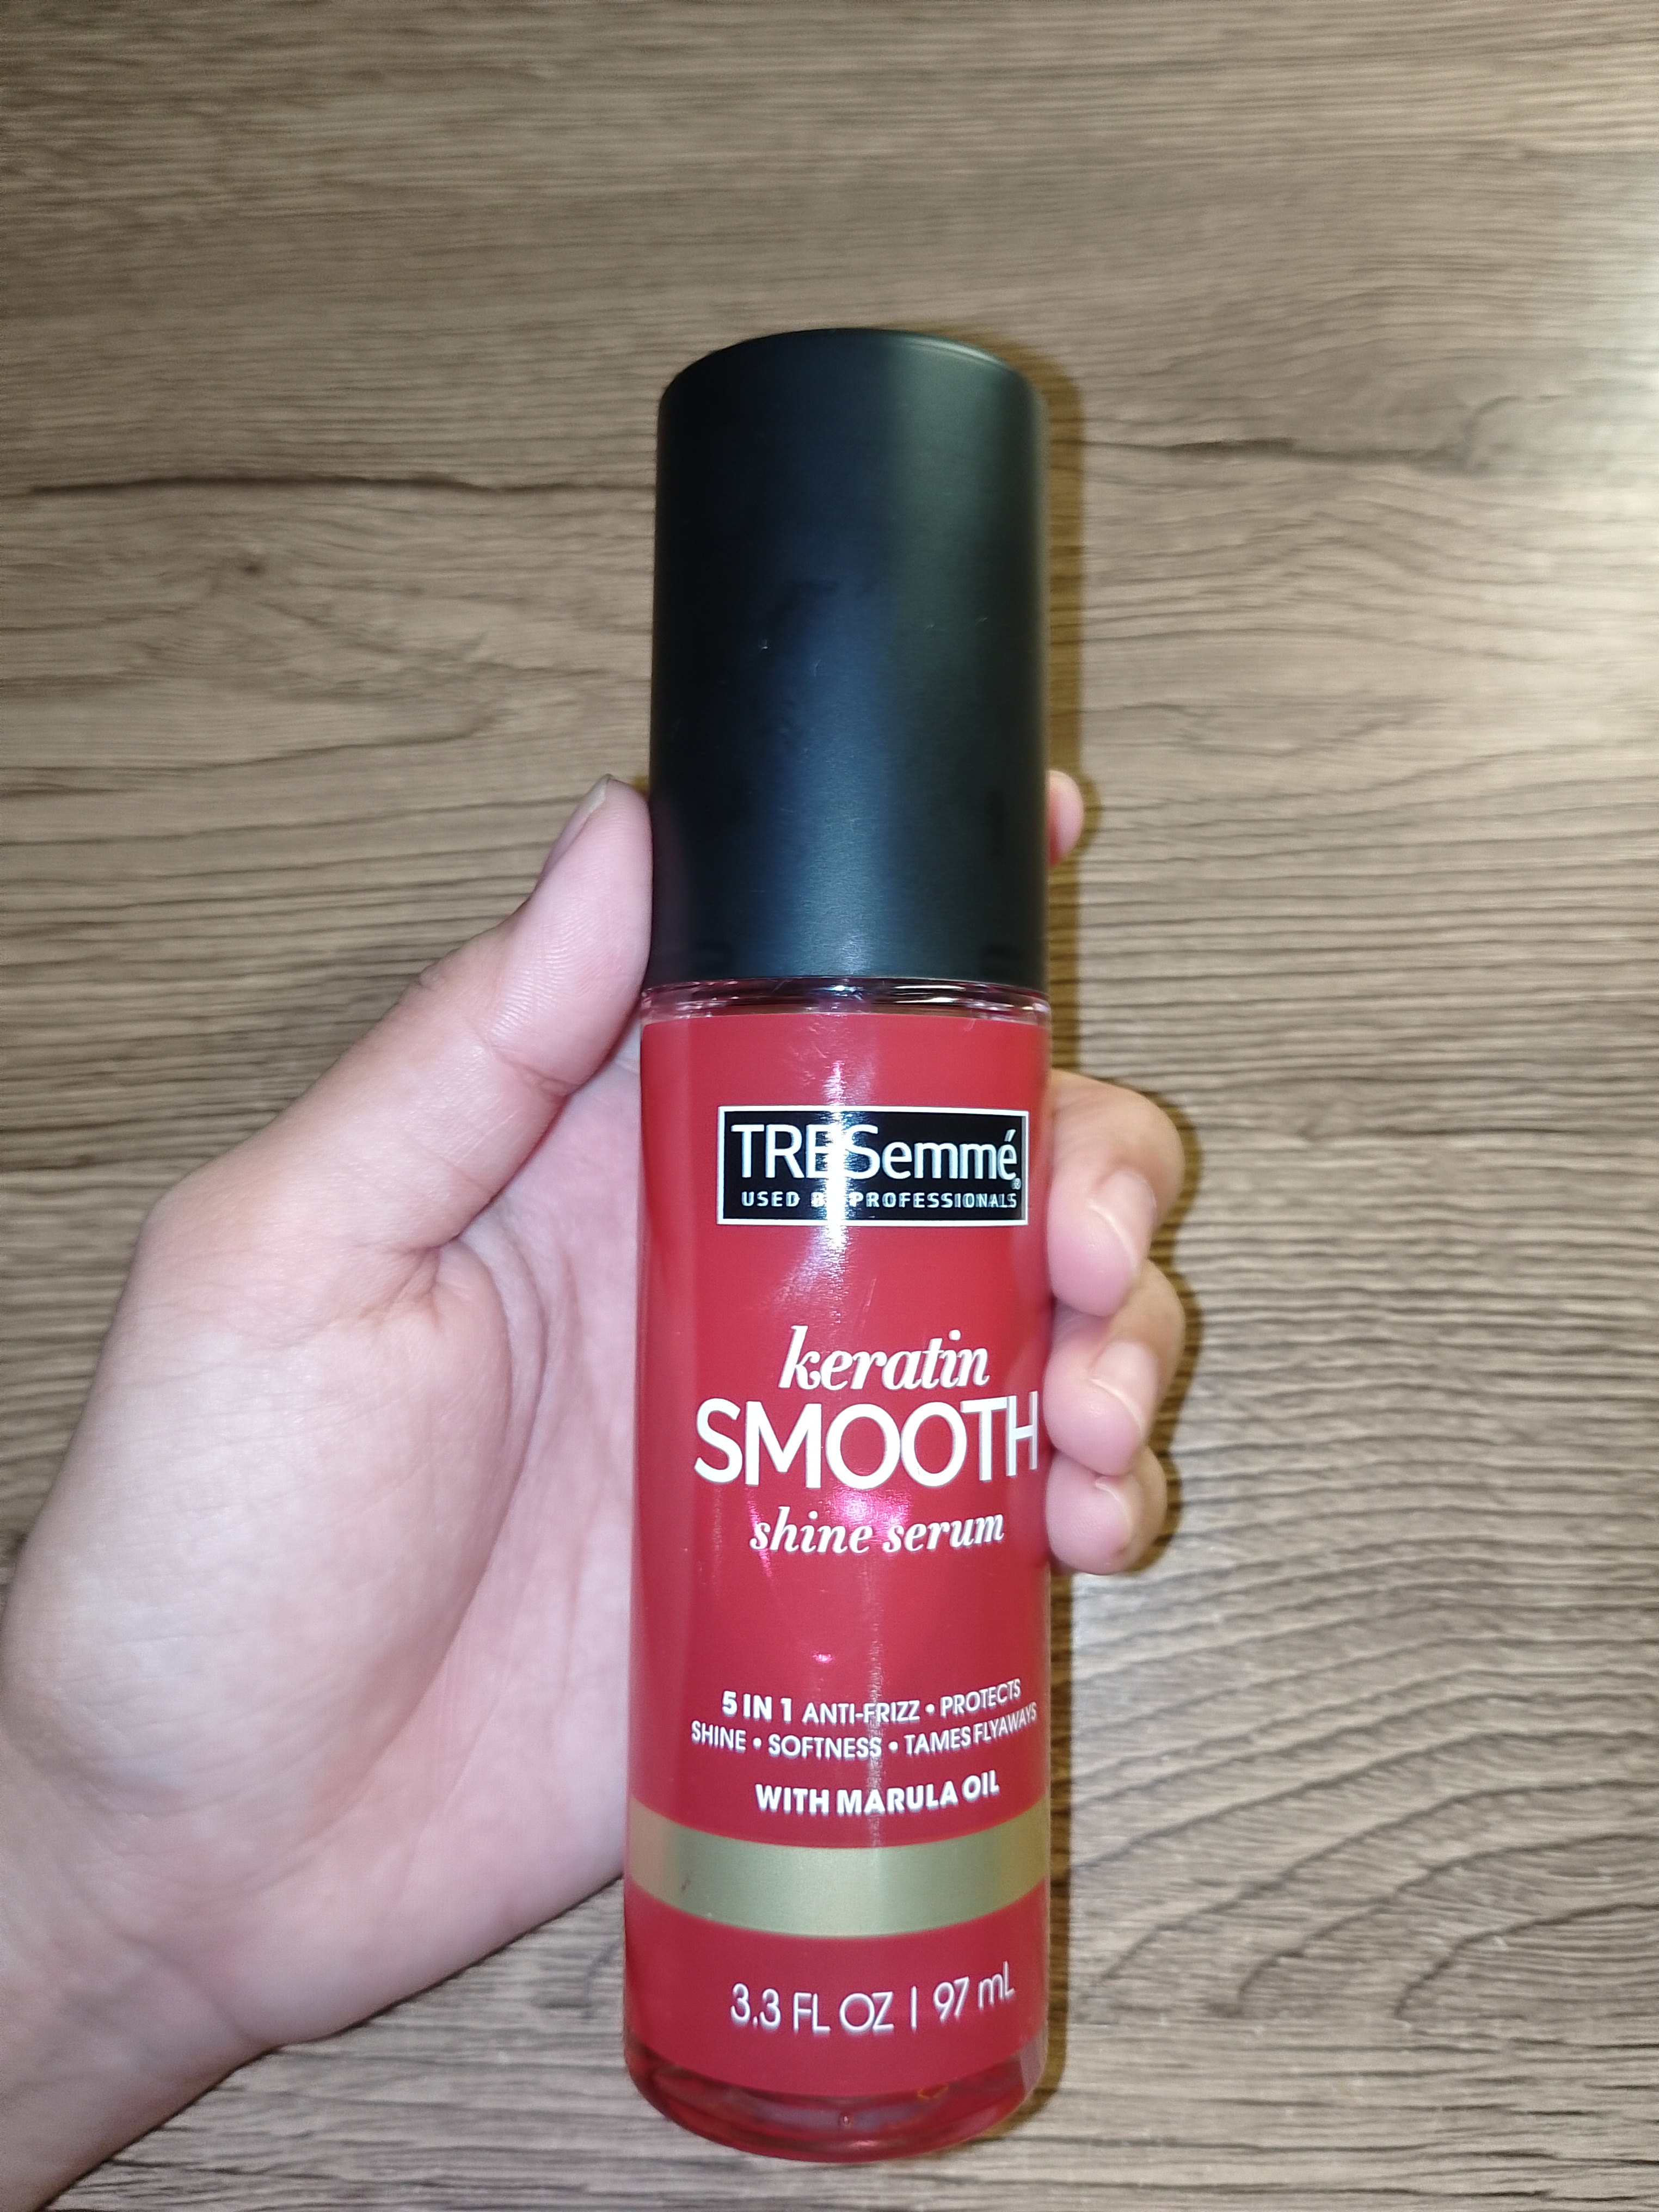 TRESemmé®
USED BY PROFESSIONALS
keratin
SMOOTH
shine serum
5 IN 1 ANTI-FRIZZ • PROTECTS
SHINE • SOFTNESS • TAMES FLYAWAYS
WITH MARULA OIL
3.3 FL OZ | 97 mL